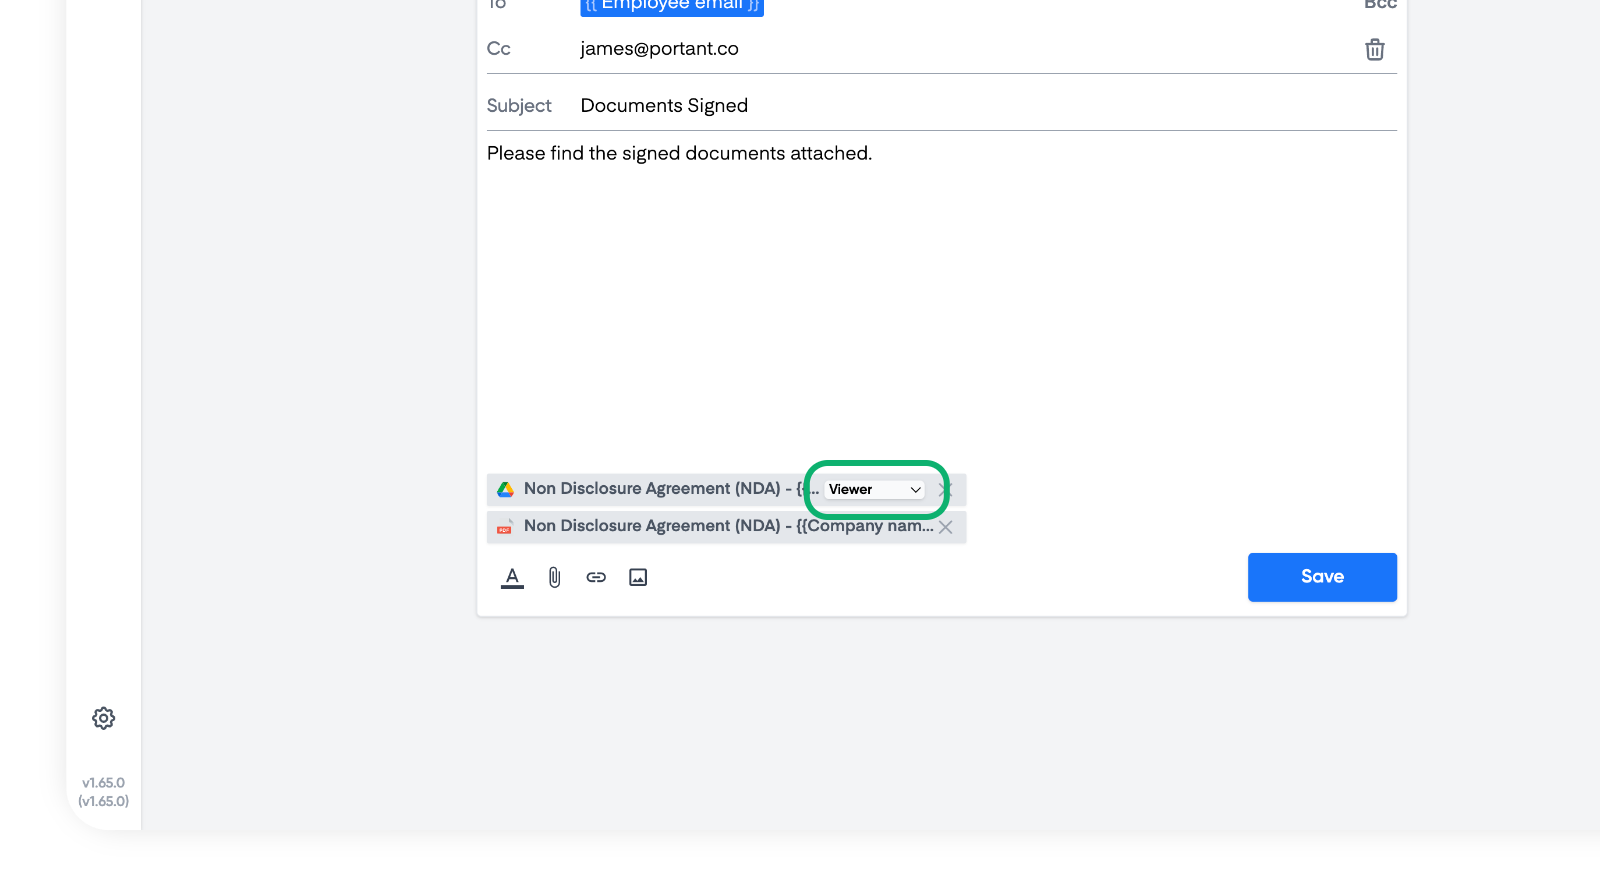 To {{ Employee email }} Bcc
Cc james@portant.co
Subject Documents Signed
Please find the signed documents attached.
Non Disclosure Agreement (NDA) - {{... Viewer
PDF Non Disclosure Agreement (NDA) - {{Company nam...
A Save
v1.65.0
(v1.65.0)